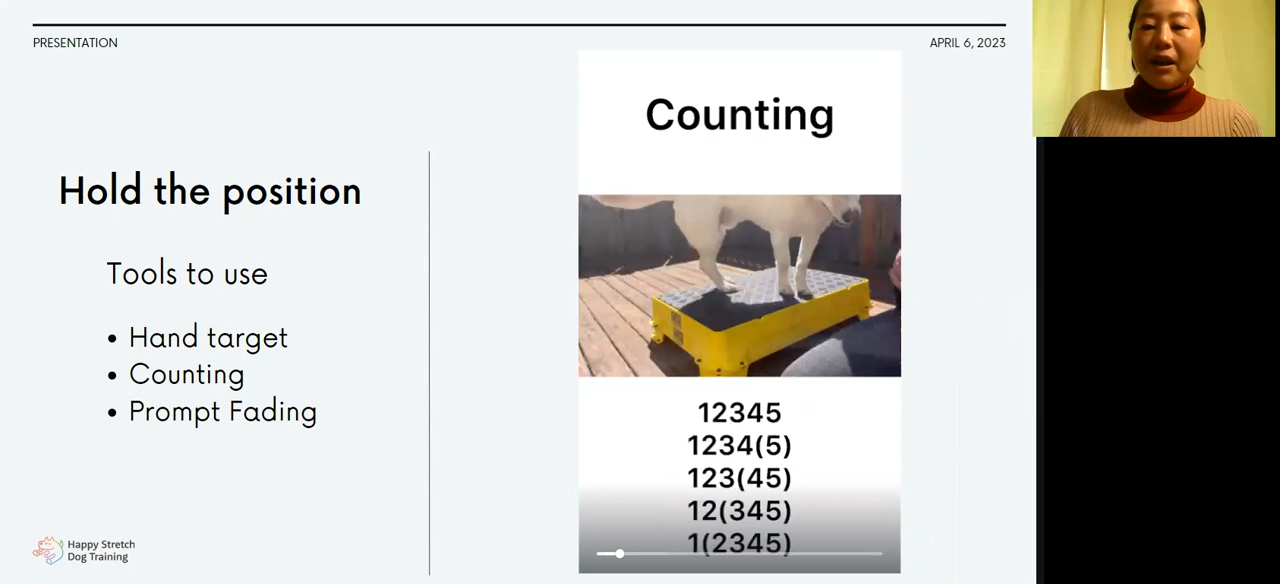 PRESENTATION
APRIL 6, 2023
Hold the position
Tools to use
• Hand target
• Counting
• Prompt Fading
Happy Stretch
Dog Training
Counting
12345
1234(5)
123(45)
12(345)
1(2345)